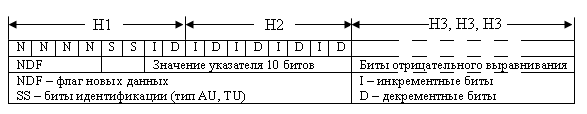 H1 H2 H3, H3, H3
N N N N S S I D I D I D I D I D
NDF Значение указателя 10 битов Биты отрицательного выравнивания
NDF – флаг новых данных I – инкрементные биты
SS – биты идентификации (тип AU, TU) D – декрементные биты